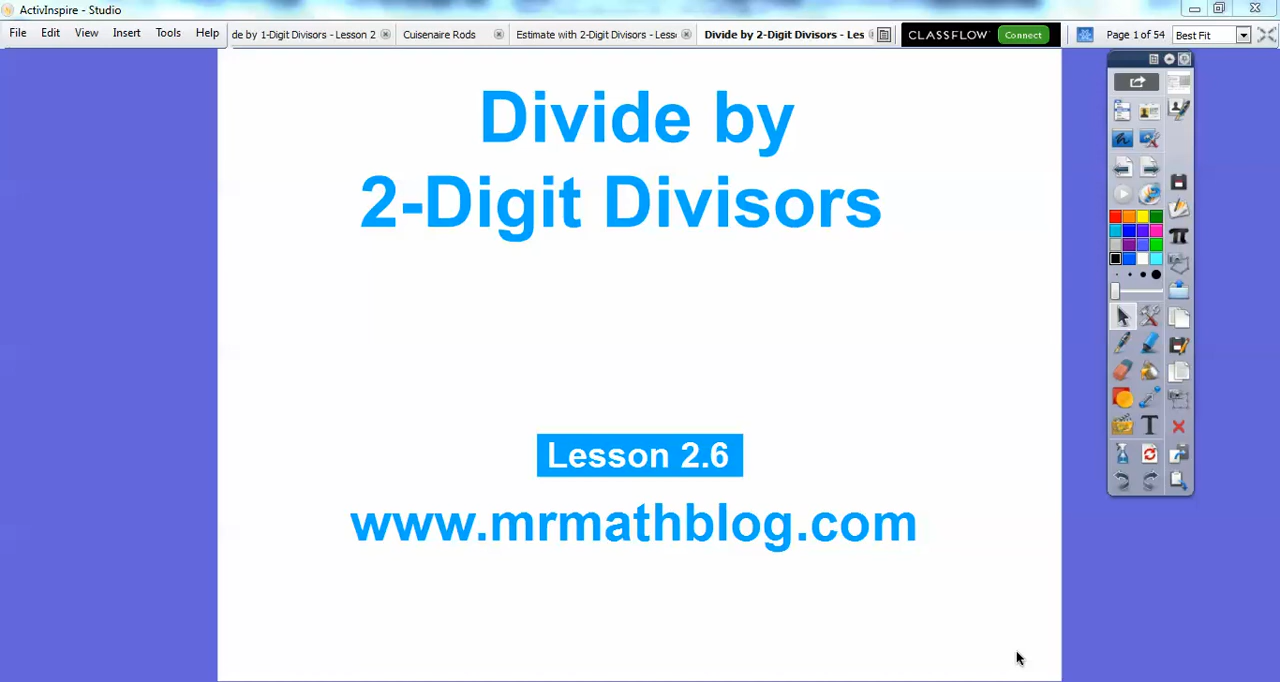 ActivInspire - Studio
File Edit View Insert Tools Help
de by 1-Digit Divisors - Lesson 2
Cuisenaire Rods
Estimate with 2-Digit Divisors - Less
Divide by 2-Digit Divisors - Les
CLASSFLOW
Connect
Page 1 of 54
Best Fit
Divide by
2-Digit Divisors
Lesson 2.6
www.mrmathblog.com